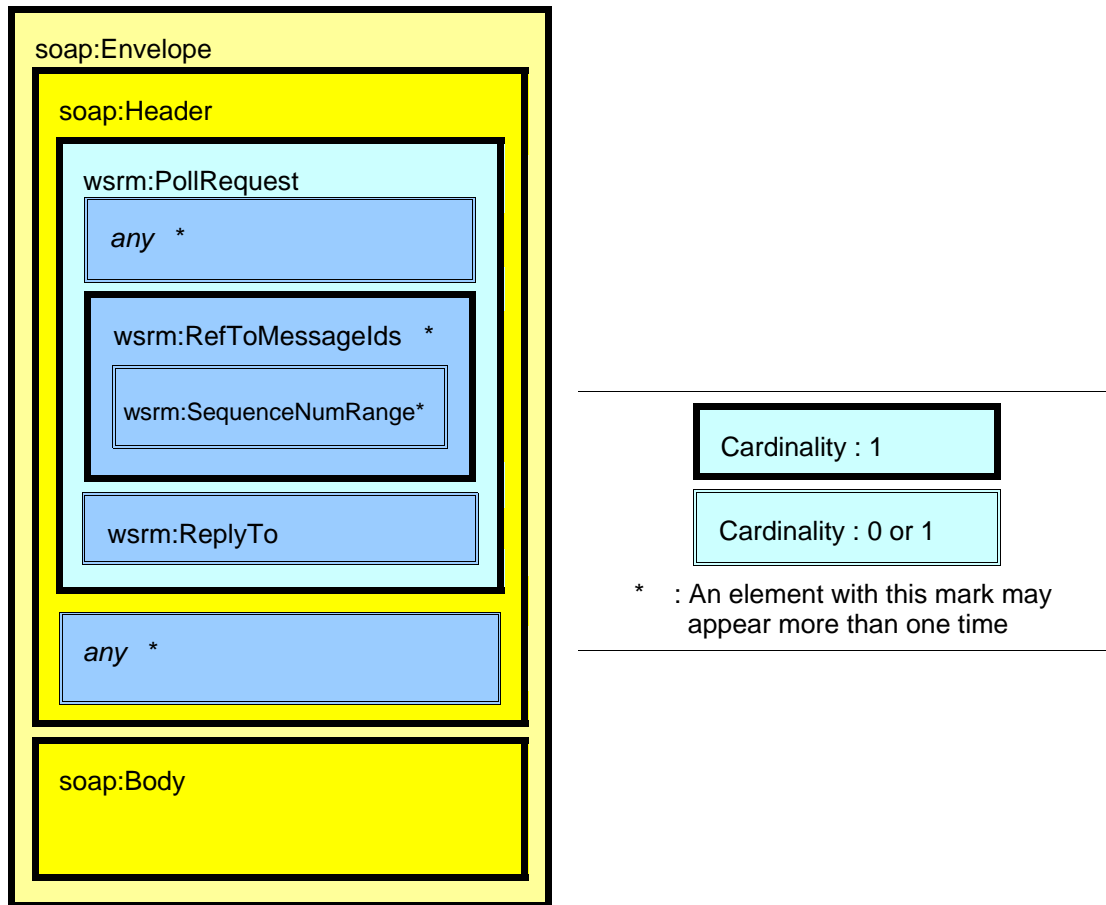 soap:Envelope
soap:Header
wsrm:PollRequest
any *
wsrm:RefToMessageIds *
wsrm:SequenceNumRange*
wsrm:ReplyTo
any *
soap:Body
Cardinality : 1
Cardinality : 0 or 1
* : An element with this mark may
appear more than one time